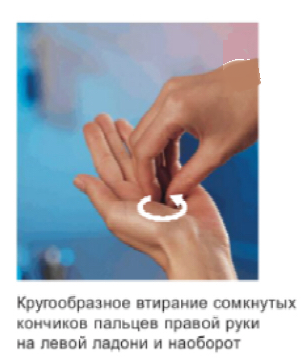 Кругообразное втирание сомкнутых
кончиков пальцев правой руки
на левой ладони и наоборот